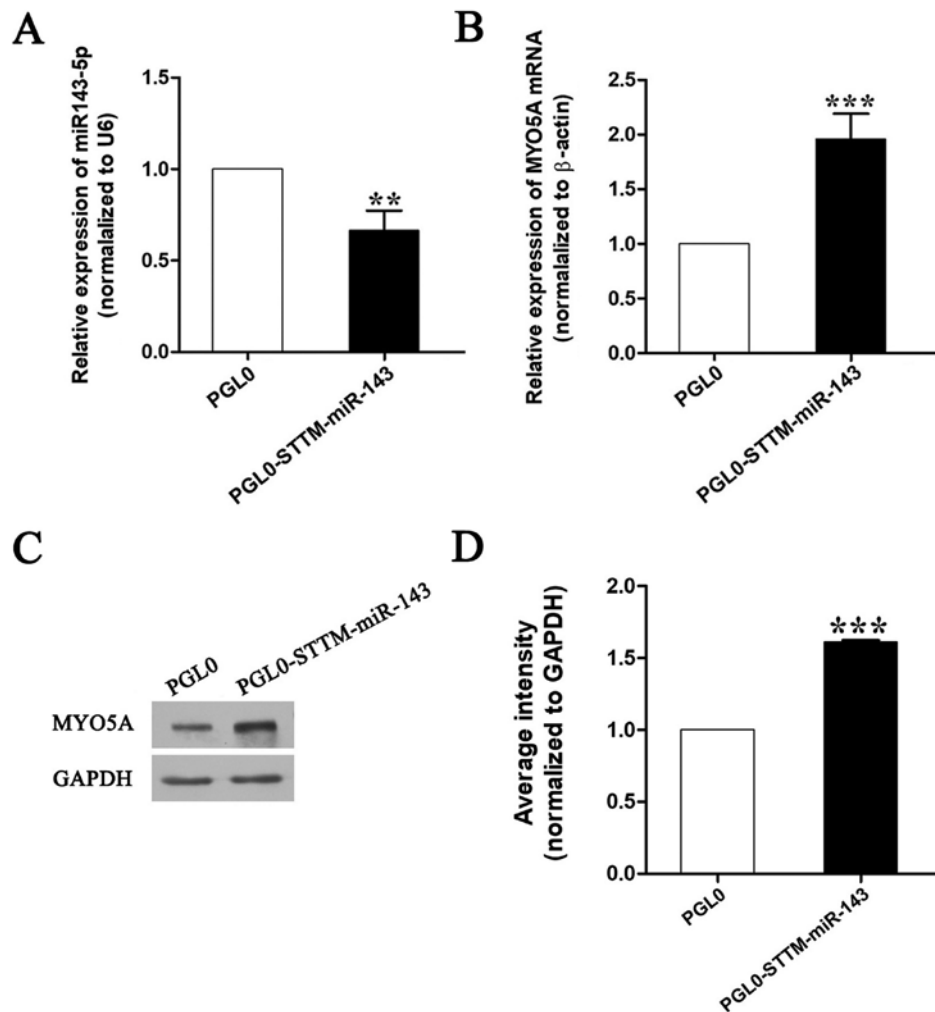 A
Relative expression of miR143-5p
(normalalized to U6)
1.5
1.0
0.5
0.0
**
PGL0
PGL0-STTM-miR-143
B
Relative expression of MYO5A mRNA
(normalalized to β-actin)
2.5
2.0
1.5
1.0
0.5
0.0
***
PGL0
PGL0-STTM-miR-143
C
PGL0
PGL0-STTM-miR-143
MYO5A
GAPDH
D
Average intensity
(normalized to GAPDH)
2.0
1.5
1.0
0.5
0.0
***
PGL0
PGL0-STTM-miR-143